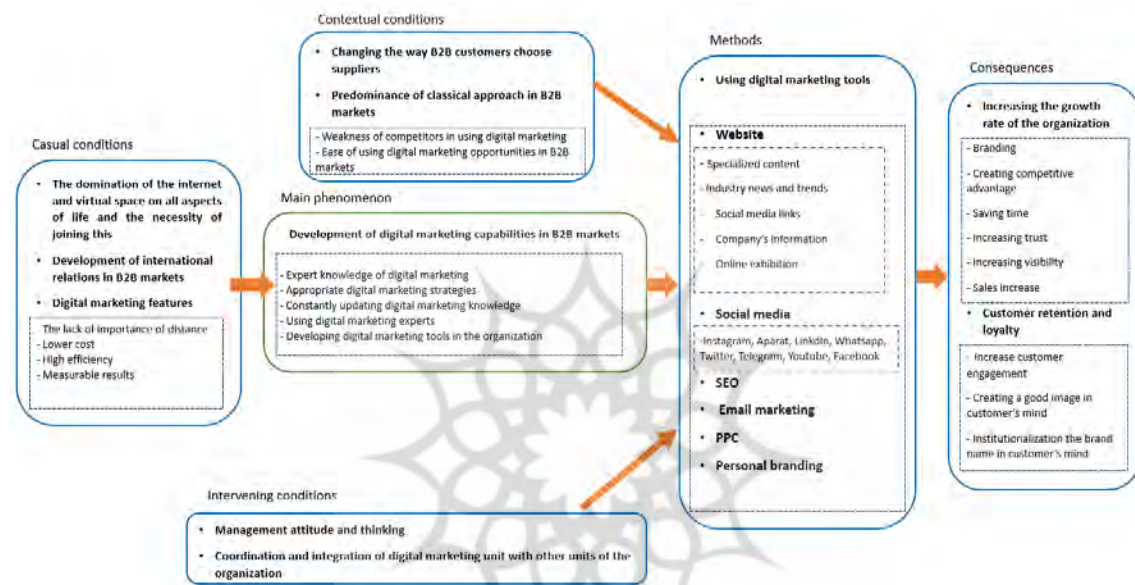 Contextual conditions
• Changing the way B2B customers choose
suppliers
• Predominance of classical approach in B2B
markets
- Weakness of competitors in using digital marketing
- Ease of using digital marketing opportunities in B2B
markets
Casual conditions
• The domination of the internet
and virtual space on all aspects
of life and the necessity of
joining this
• Development of international
relations in B2B markets
• Digital marketing features
The lack of importance of distance
- Lower cost
- High efficiency
- Measurable results
Main phenomenon
Development of digital marketing capabilities in B2B markets
- Expert knowledge of digital marketing
- Appropriate digital marketing strategies
- Constantly updating digital marketing knowledge
- Using digital marketing experts
- Developing digital marketing tools in the organization
Intervening conditions
• Management attitude and thinking
• Coordination and integration of digital marketing unit with other units of the
organization
Methods
• Using digital marketing tools
• Website
- Specialized content
- Industry news and trends
- Social media links
- Company's information
- Online exhibition
• Social media
-Instagram, Aparat, LinkdIn, Whatsapp,
Twitter, Telegram, Youtube, Facebook
• SEO
• Email marketing
• PPC
• Personal branding
Consequences
• Increasing the growth
rate of the organization
- Branding
- Creating competitive
advantage
- Saving time
- Increasing trust
- Increasing visibility
- Sales increase
• Customer retention and
loyalty
- Increase customer
engagement
- Creating a good image in
customer's mind
- Institutionalization the brand
name in customer's mind